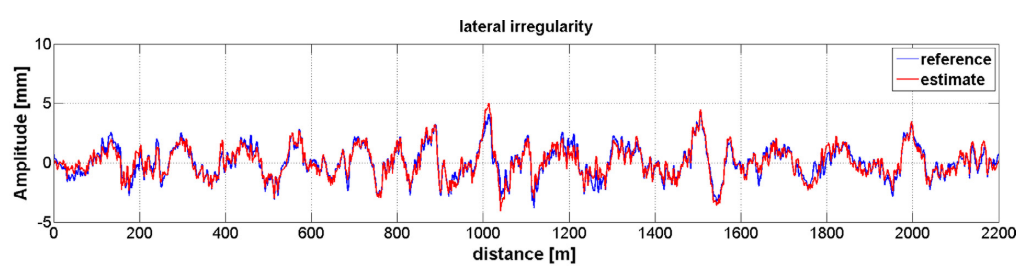 lateral irregularity
10
5
0
-5
Amplitude [mm]
reference
estimate
0 200 400 600 800 1000 1200 1400 1600 1800 2000 2200
distance [m]